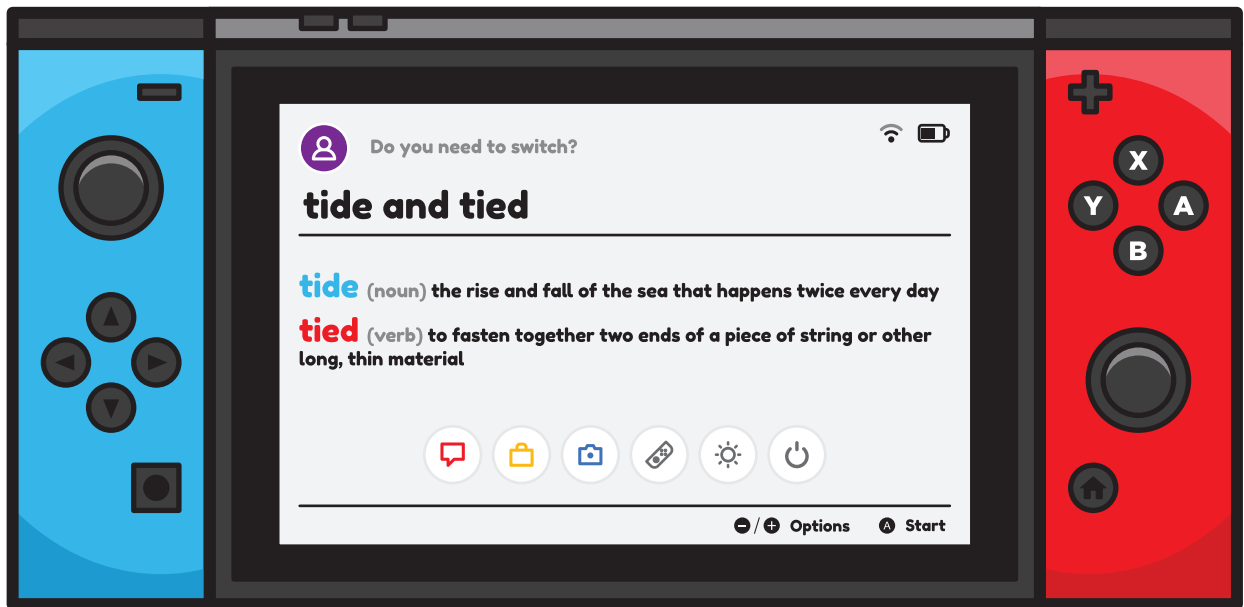 Do you need to switch?
tide and tied
tide (noun) the rise and fall of the sea that happens twice every day
tied (verb) to fasten together two ends of a piece of string or other
long, thin material
X
Y A
B
/ Options A Start